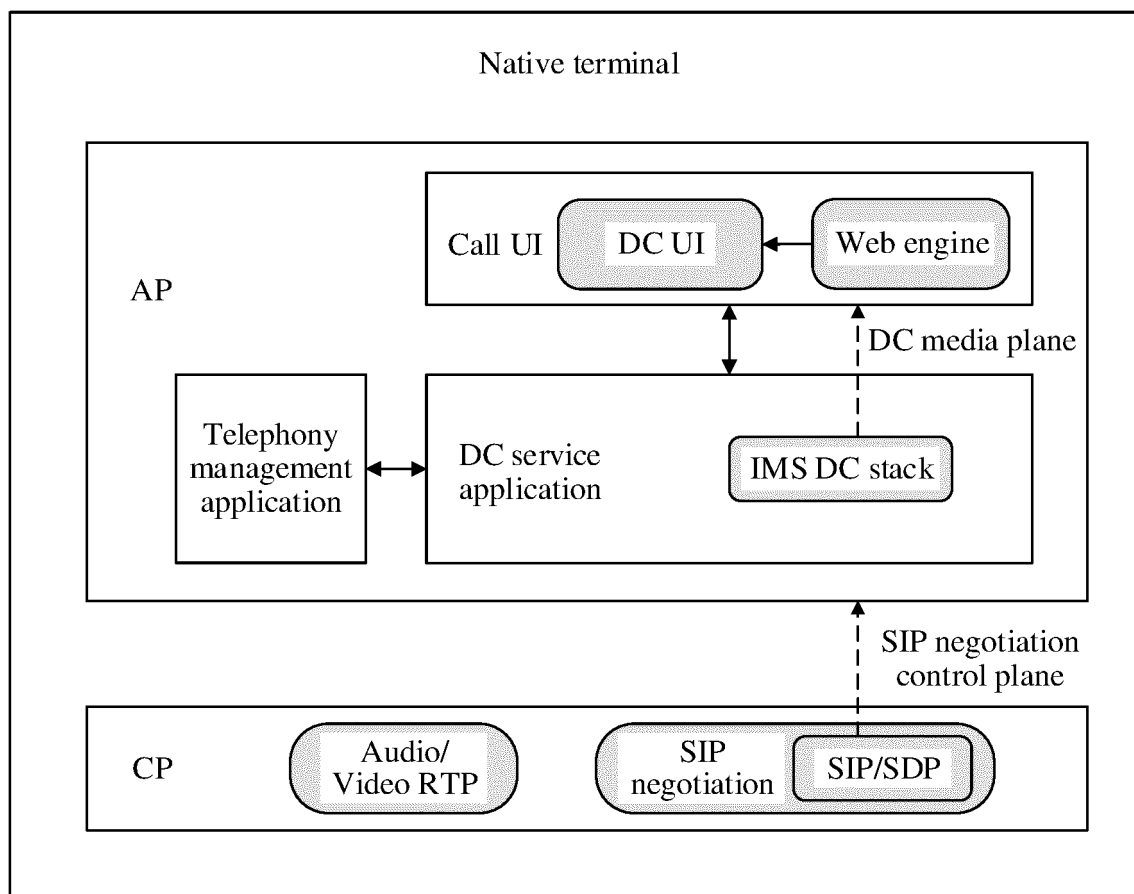 Native terminal
Call UI
DC UI
Web engine
AP
DC media plane
Telephony
management
application
DC service
application
IMS DC stack
SIP negotiation
control plane
CP
Audio/
Video RTP
SIP
negotiation
SIP/SDP